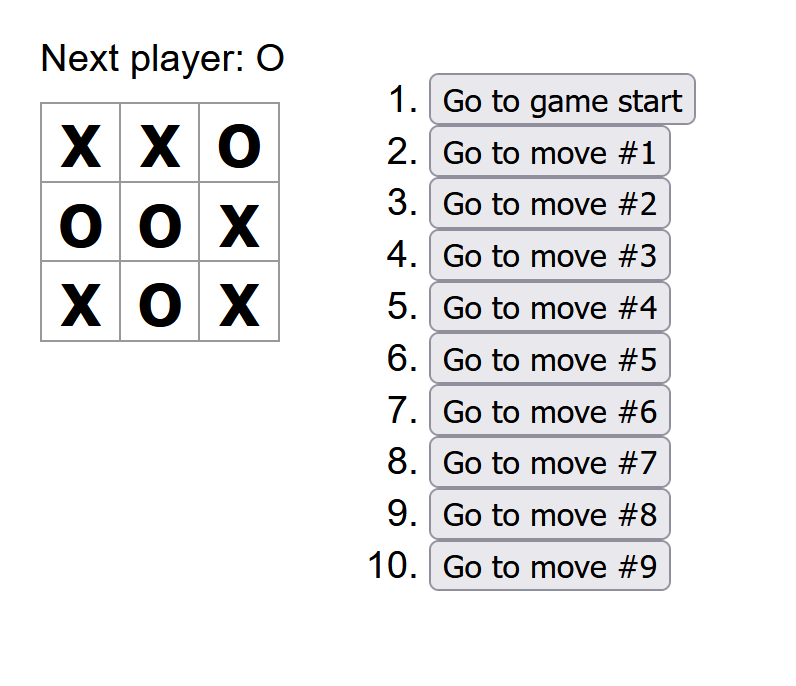 Next player: O
X X O
O O X
X O X
1. Go to game start
2. Go to move #1
3. Go to move #2
4. Go to move #3
5. Go to move #4
6. Go to move #5
7. Go to move #6
8. Go to move #7
9. Go to move #8
10. Go to move #9